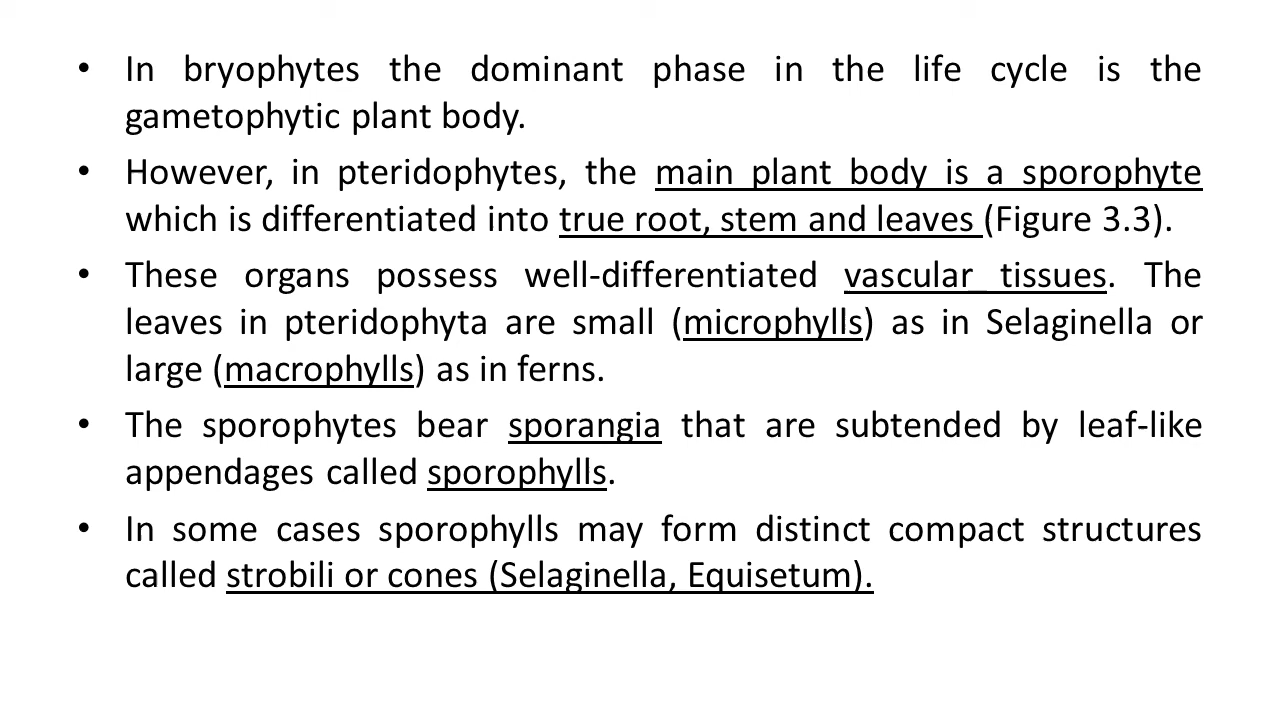 • In bryophytes the dominant phase in the life cycle is the
gametophytic plant body.
• However, in pteridophytes, the main plant body is a sporophyte
which is differentiated into true root, stem and leaves (Figure 3.3).
• These organs possess well-differentiated vascular_ tissues. The
leaves in pteridophyta are small (microphylls) as in Selaginella or
large (macrophylls) as in ferns.
• The sporophytes bear sporangia that are subtended by leaf-like
appendages called sporophylls.
• In some cases sporophylls may form distinct compact structures
called strobili or cones (Selaginella, Equisetum).